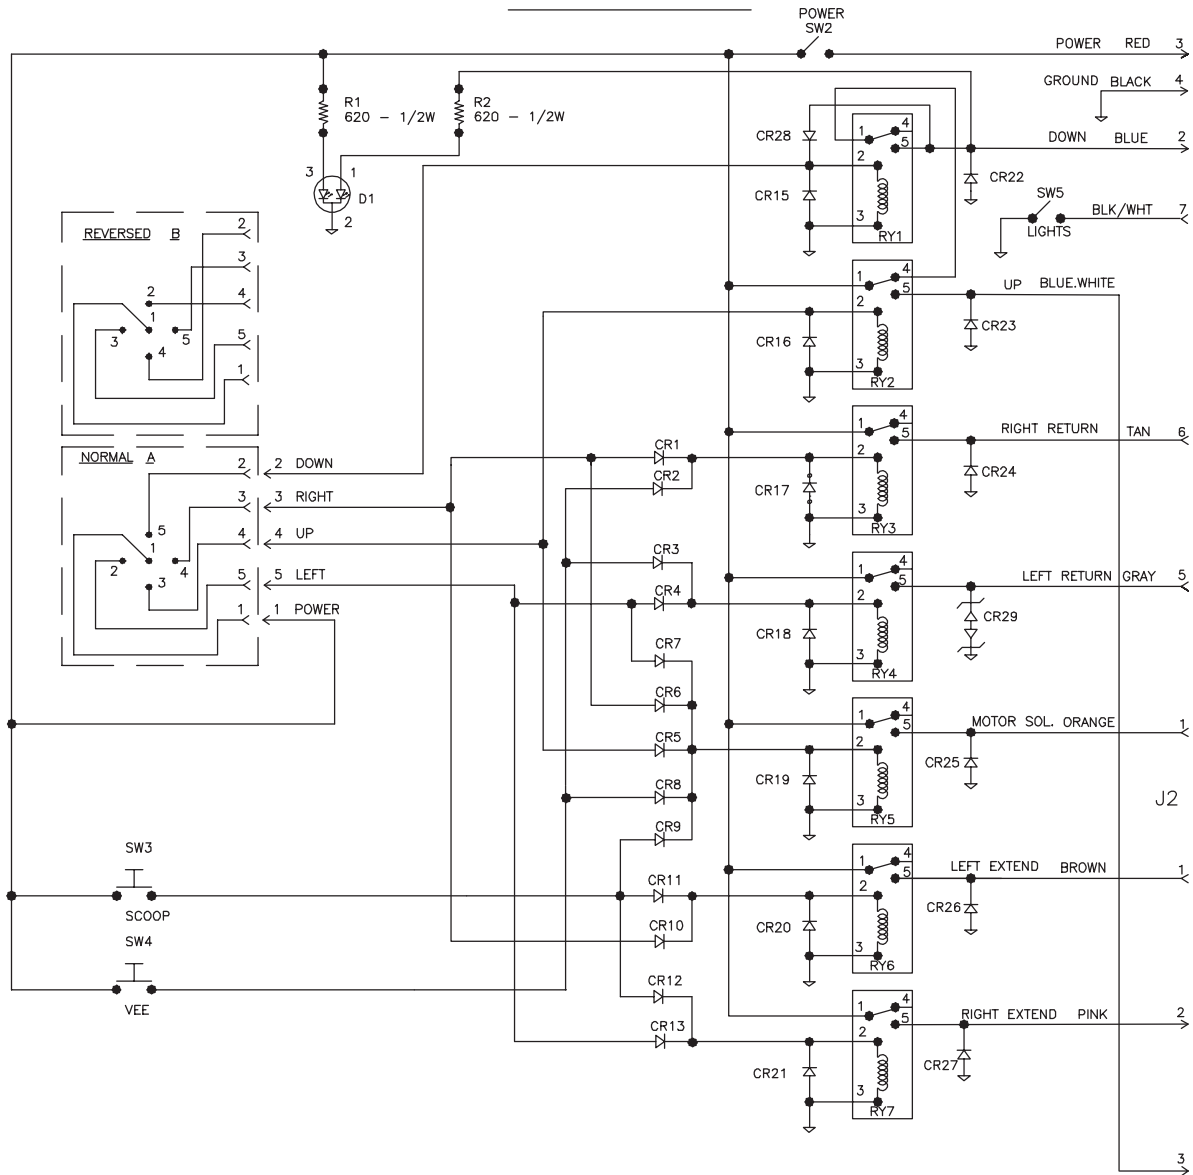 POWER
SW2
POWER RED 3
GROUND BLACK 4
R1
620 - 1/2W
R2
620 - 1/2W
CR28
1 4
5
2
3
RY1
DOWN BLUE 2
3 1
D1
2
CR15
CR22
SW5
BLK/WHT 7
LIGHTS
REVERSED B
2
3
4
5
1
2
1
3 5
4
1 4
5
2
3
RY2
UP BLUE.WHITE
CR16
CR23
NORMAL A
2 2 DOWN
3 3 RIGHT
4 4 UP
5 5 LEFT
1 1 POWER
5
1
2 4
3
CR1
CR2
CR17
1 4
5
2
3
RY3
RIGHT RETURN TAN 6
CR24
CR3
CR4
CR18
1 4
5
2
3
RY4
LEFT RETURN GRAY 5
CR29
CR7
CR6
CR5
CR8
CR9
CR19
1 4
5
2
3
RY5
MOTOR SOL. ORANGE 1
CR25
J2
SW3
SCOOP
SW4
VEE
CR11
CR10
CR20
1 4
5
2
3
RY6
LEFT EXTEND BROWN 1
CR26
CR12
CR13
CR21
1 4
5
2
3
RY7
RIGHT EXTEND PINK 2
CR27
3